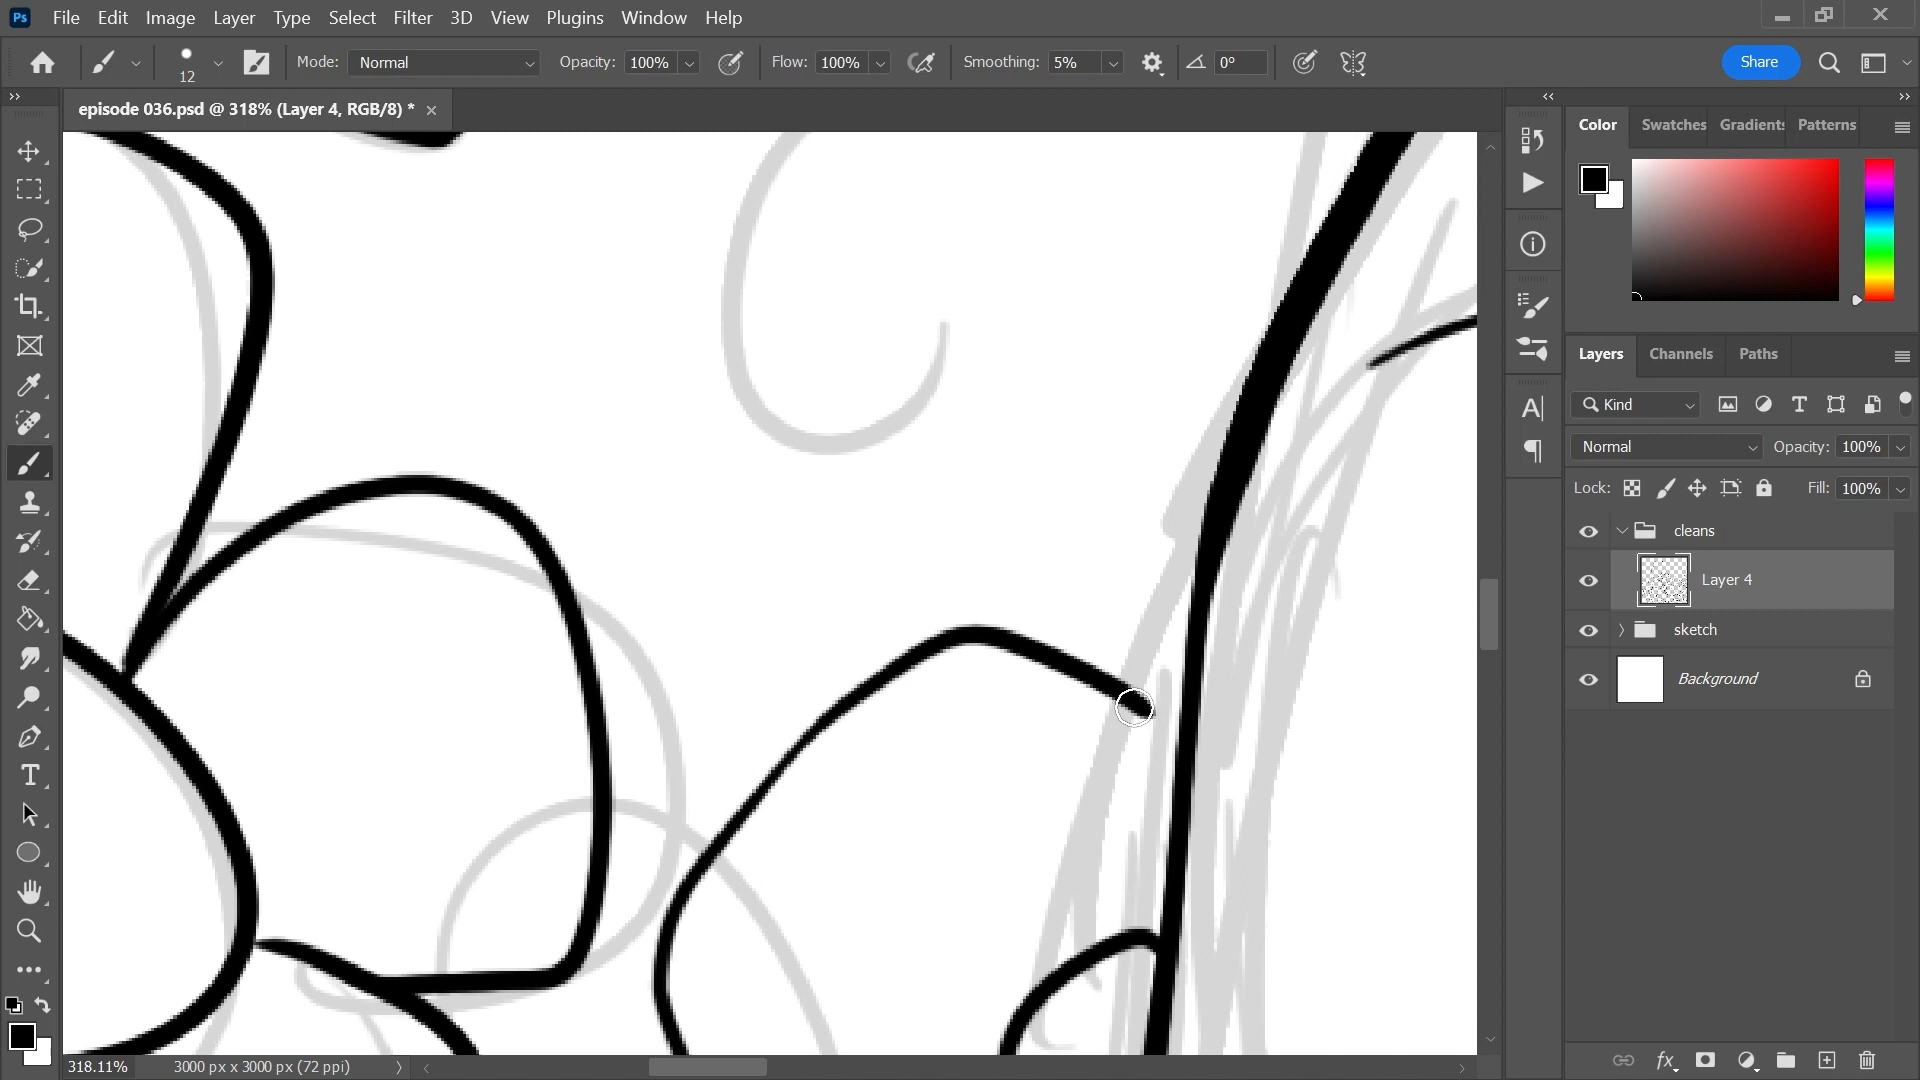 Ps File Edit Image Layer Type Select Filter 3D View Plugins Window Help
12 Mode: Normal Opacity: 100% Flow: 100% Smoothing: 5% 0° Share
episode 036.psd @ 318% (Layer 4, RGB/8) *
Color Swatches Gradients Patterns
Layers Channels Paths
Kind
Normal Opacity: 100%
Lock: Fill: 100%
cleans
Layer 4
sketch
Background
318.11% 3000 px x 3000 px (72 ppi)